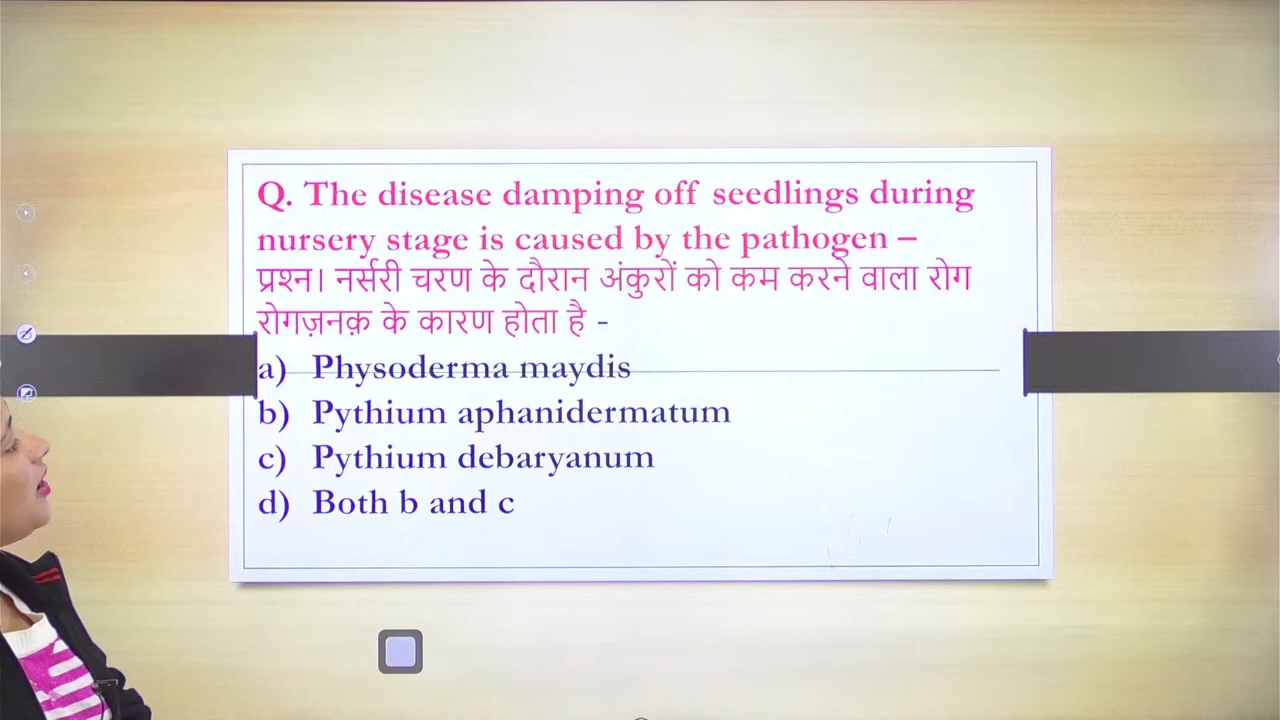 Q. The disease damping off seedlings during
nursery stage is caused by the pathogen –
प्रश्न। नर्सरी चरण के दौरान अंकुरों को कम करने वाला रोग
रोगज़नक़ के कारण होता है -
a) Physoderma maydis
b) Pythium aphanidermatum
c) Pythium debaryanum
d) Both b and c